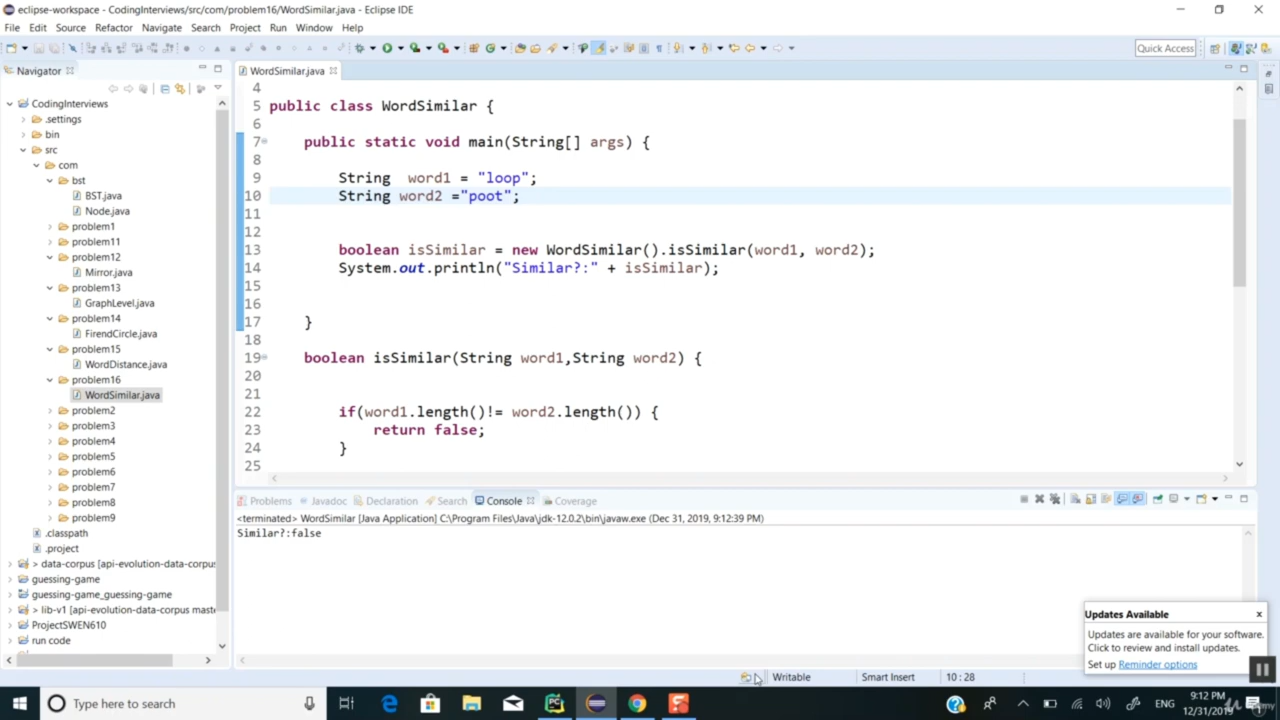 eclipse-workspace - CodingInterviews/src/com/problem16/WordSimilar.java - Eclipse IDE
File Edit Source Refactor Navigate Search Project Run Window Help
Quick Access
Navigator
WordSimilar.java
CodingInterviews
.settings
bin
src
com
bst
BST.java
Node.java
problem1
problem11
problem12
Mirror.java
problem13
GraphLevel.java
problem14
FirendCircle.java
problem15
WordDistance.java
problem16
WordSimilar.java
problem2
problem3
problem4
problem5
problem6
problem7
problem8
problem9
.classpath
.project
> data-corpus [api-evolution-data-corpus
guessing-game
guessing-game_guessing_game
> lib-v1 [api-evolution-data-corpus mast
ProjectSWEN610
run code
4
5 public class WordSimilar {
6
7 public static void main(String[] args) {
8
9 String word1 = "loop";
10 String word2 ="poot";
11
12
13 boolean isSimilar = new WordSimilar().isSimilar(word1, word2);
14 System.out.println("Similar?:" + isSimilar);
15
16
17 }
18
19 boolean isSimilar(String word1,String word2) {
20
21
22 if(word1.length()!= word2.length()) {
23 return false;
24 }
25
Problems Javadoc Declaration Search Console Coverage
<terminated> WordSimilar [Java Application] C:\Program Files\Java\jdk-12.0.2\bin\javaw.exe (Dec 31, 2019, 9:12:39 PM)
Similar?:false
Updates Available x
Updates are available for your software.
Click to review and install updates.
Set up Reminder options
Writable Smart Insert 10 : 28
Type here to search
ENG
9:12 PM
12/31/2019